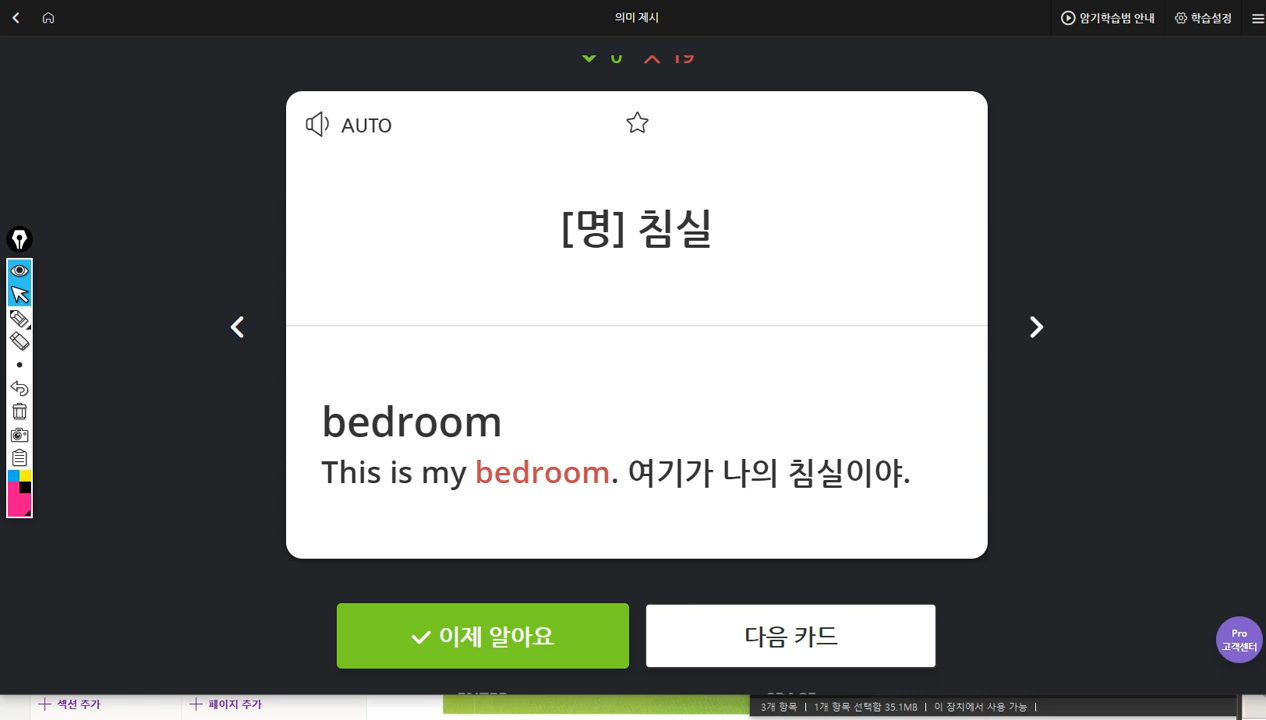 의미 제시
암기학습법 안내
학습설정
0 19
AUTO
[명] 침실
bedroom
This is my bedroom. 여기가 나의 침실이야.
이제 알아요
다음 카드
Pro
고객센터
섹션 추가
페이지 추가
3개 항목 | 1개 항목 선택함 35.1MB | 이 장치에서 사용 가능 |